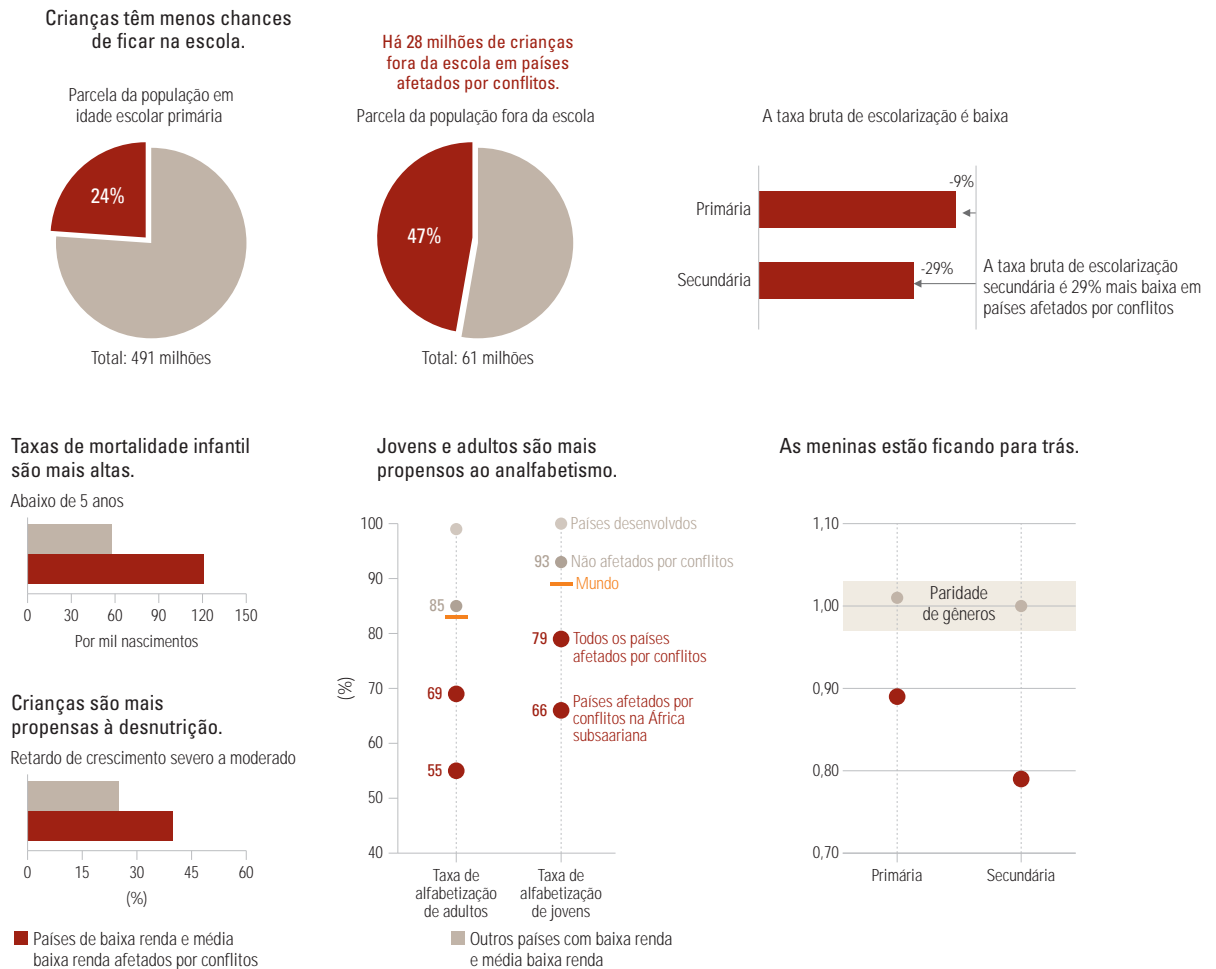 Crianças têm menos chances
de ficar na escola.
Parcela da população em
idade escolar primária
24%
Total: 491 milhões
Há 28 milhões de crianças
fora da escola em países
afetados por conflitos.
Parcela da população fora da escola
47%
Total: 61 milhões
A taxa bruta de escolarização é baixa
-9%
Primária
-29%
Secundária
A taxa bruta de escolarização
secundária é 29% mais baixa em
países afetados por conflitos
Taxas de mortalidade infantil
são mais altas.
Abaixo de 5 anos
0 30 60 90 120 150
Por mil nascimentos
Crianças são mais
propensas à desnutrição.
Retardo de crescimento severo a moderado
0 15 30 45 60
(%)
Jovens e adultos são mais
propensos ao analfabetismo.
100
90
80
70
60
50
40
(%)
85
69
55
Países desenvolvdos
93 Não afetados por conflitos
Mundo
79 Todos os países
afetados por conflitos
66 Países afetados por
conflitos na África
subsaariana
Taxa de
alfabetização
de adultos
Taxa de
alfabetização
de jovens
As meninas estão ficando para trás.
1,10
1,00
0,90
0,80
0,70
Paridade
de gêneros
Primária
Secundária
Países de baixa renda e média
baixa renda afetados por conflitos
Outros países com baixa renda
e média baixa renda